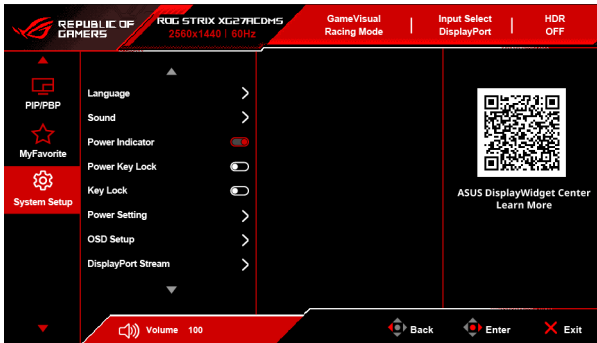 REPUBLIC OF
GAMERS
ROG STRIX XG27ACDMS
2560x1440 | 60Hz
GameVisual
Racing Mode
Input Select
DisplayPort
HDR
OFF
PIP/PBP
MyFavorite
System Setup
Language
Sound
Power Indicator
Power Key Lock
Key Lock
Power Setting
OSD Setup
DisplayPort Stream
ASUS DisplayWidget Center
Learn More
Volume 100
Back
Enter
Exit